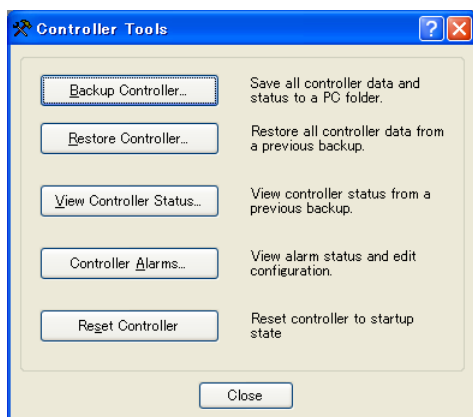 Controller Tools
Backup Controller...
Save all controller data and
status to a PC folder.
Restore Controller...
Restore all controller data from
a previous backup.
View Controller Status...
View controller status from a
previous backup.
Controller Alarms...
View alarm status and edit
configuration.
Reset Controller
Reset controller to startup
state
Close